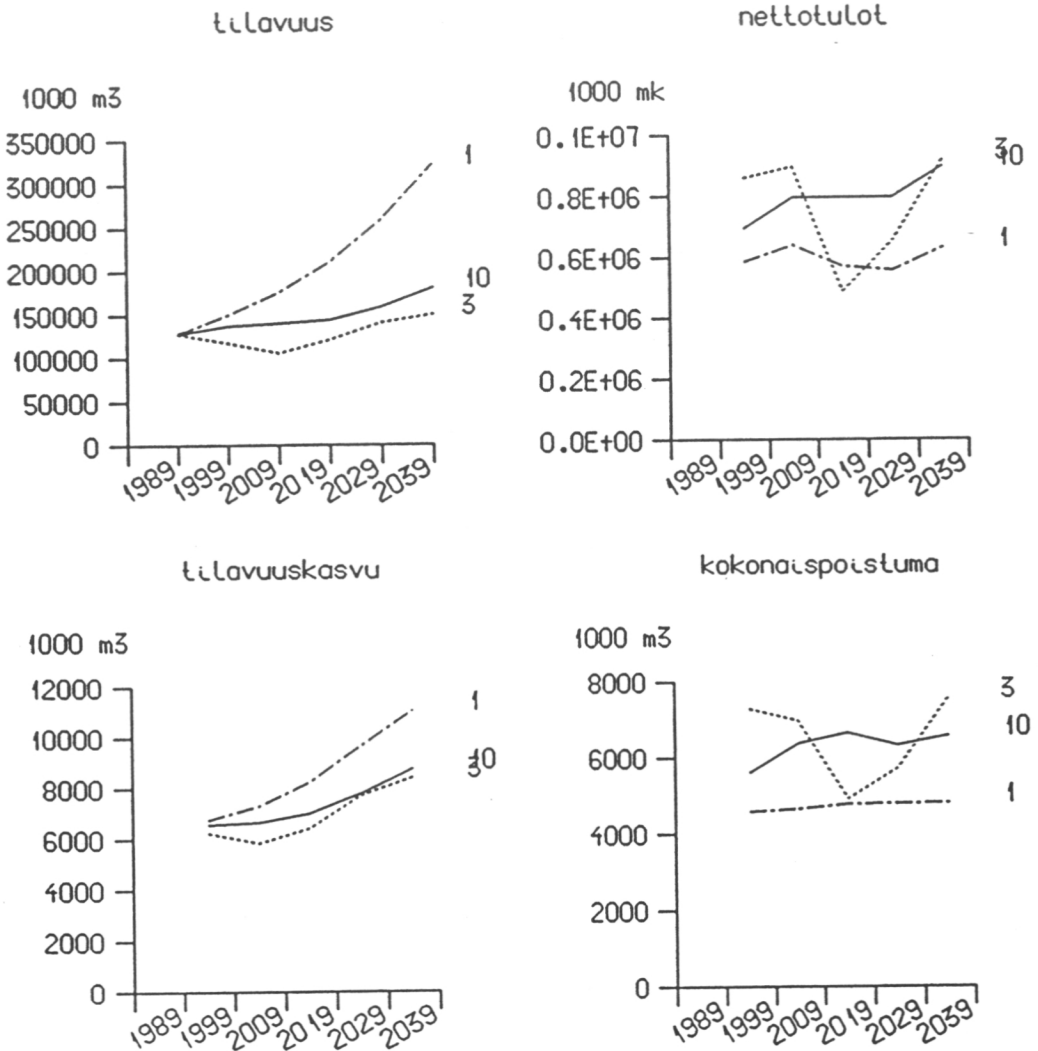 tilavuus
1000 m3
350000
300000
250000
200000
150000
100000
50000
0
1989 1999 2009 2019 2029 2039
1
10
3
nettotulot
1000 mk
0.1E+07
0.8E+06
0.6E+06
0.4E+06
0.2E+06
0.0E+00
1989 1999 2009 2019 2029 2039
3
10
1
tilavuuskasvu
1000 m3
12000
10000
8000
6000
4000
2000
0
1989 1999 2009 2019 2029 2039
1
10
3
kokonaispoistuma
1000 m3
8000
6000
4000
2000
0
1989 1999 2009 2019 2029 2039
3
10
1